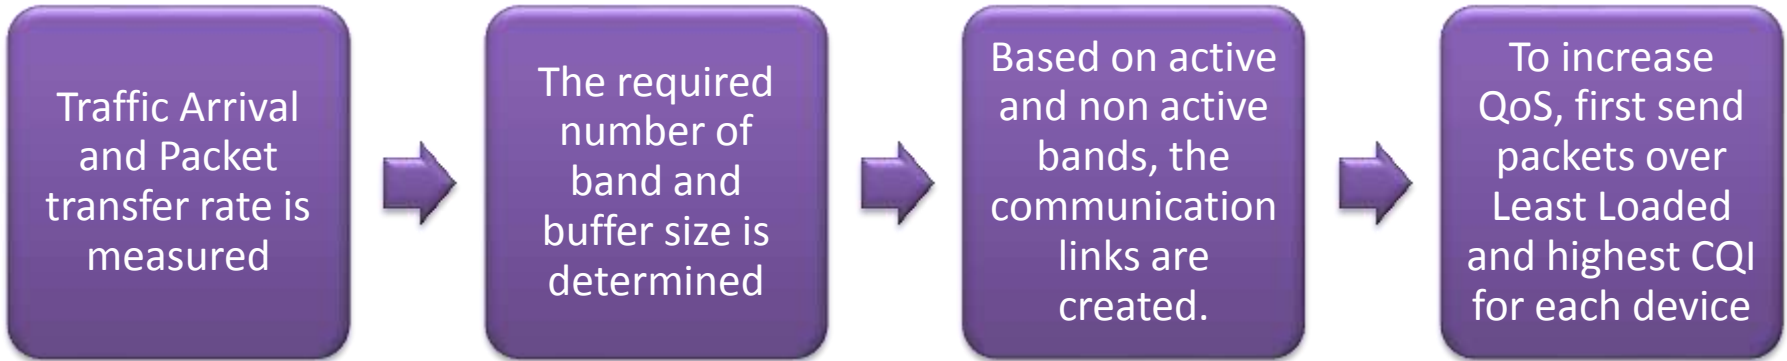 Traffic Arrival
and Packet
transfer rate is
measured
The required
number of
band and
buffer size is
determined
Based on active
and non active
bands, the
communication
links are
created.
To increase
QoS, first send
packets over
Least Loaded
and highest CQI
for each device